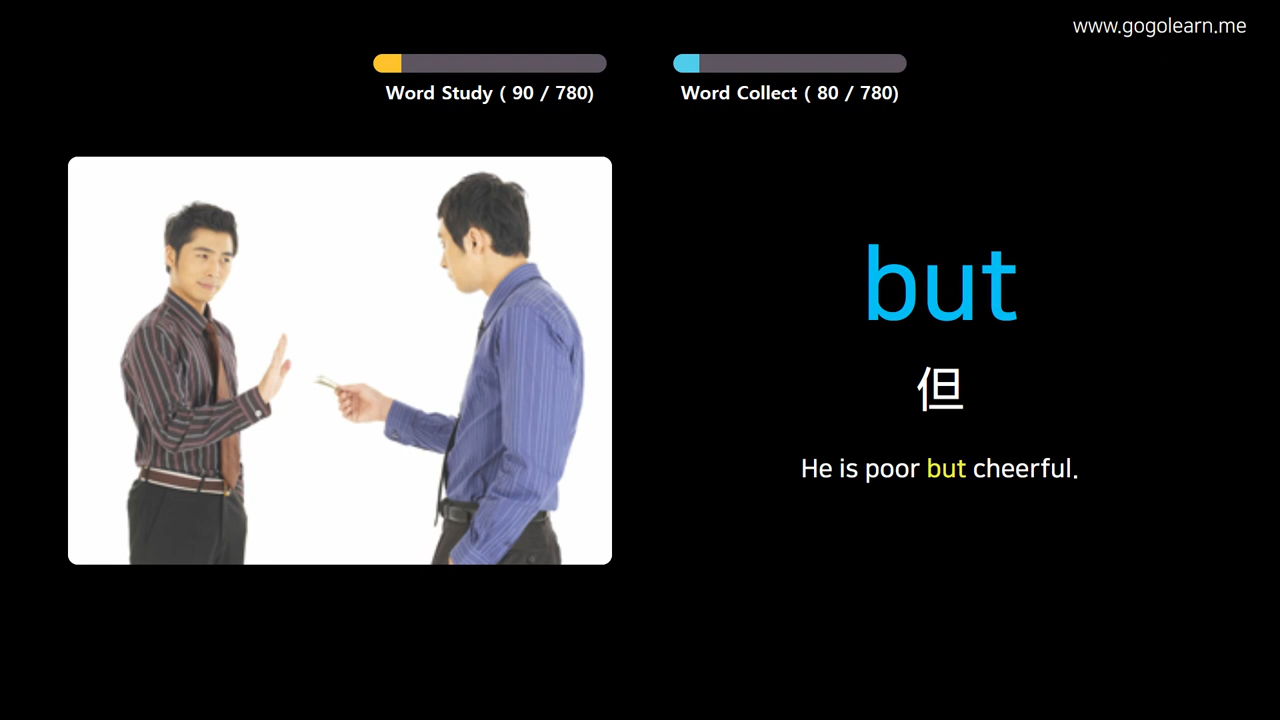 www.gogolearn.me
Word Study ( 90 / 780)
Word Collect ( 80 / 780)
but
但
He is poor but cheerful.